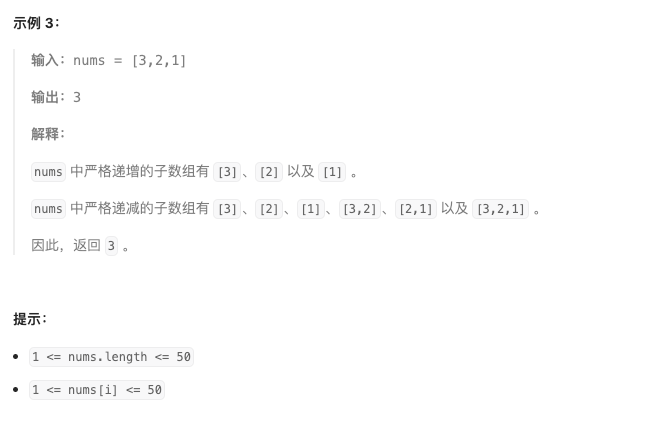 示例 3：
输入：nums = [3,2,1]
输出：3
解释：
nums 中严格递增的子数组有 [3]、[2] 以及 [1] 。
nums 中严格递减的子数组有 [3]、[2]、[1]、[3,2]、[2,1] 以及 [3,2,1] 。
因此，返回 3 。
提示：
• 1 <= nums.length <= 50
• 1 <= nums[i] <= 50